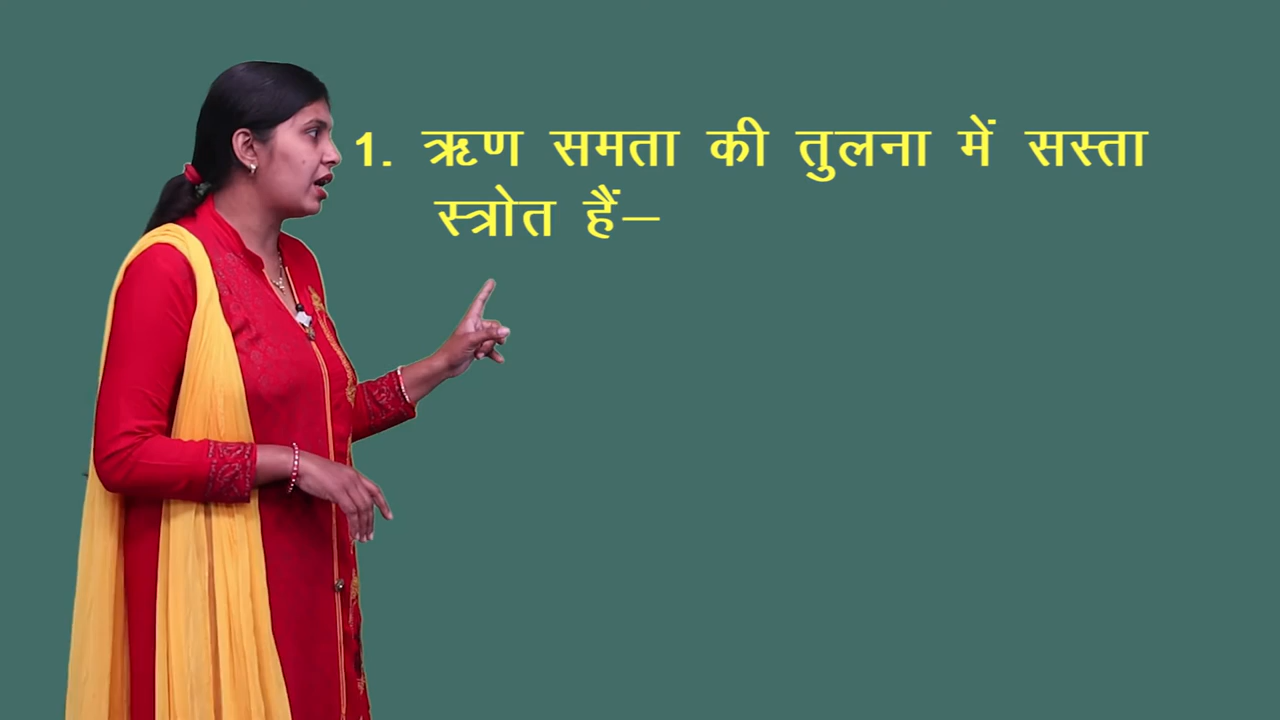 1. ऋण समता की तुलना में सस्ता
स्त्रोत हैं–